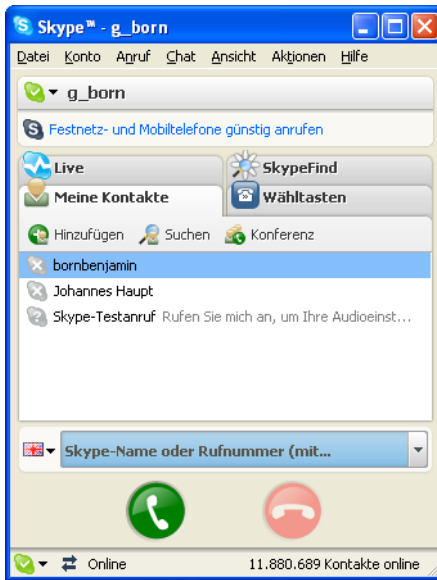 Skype™ - g_born
Datei Konto Anruf Chat Ansicht Aktionen Hilfe
g_born
Festnetz- und Mobiltelefone günstig anrufen
Live SkypeFind
Meine Kontakte Wähltasten
Hinzufügen Suchen Konferenz
bornbenjamin
Johannes Haupt
Skype-Testanruf Rufen Sie mich an, um Ihre Audioeinst...
Skype-Name oder Rufnummer (mit...
Online 11.880.689 Kontakte online